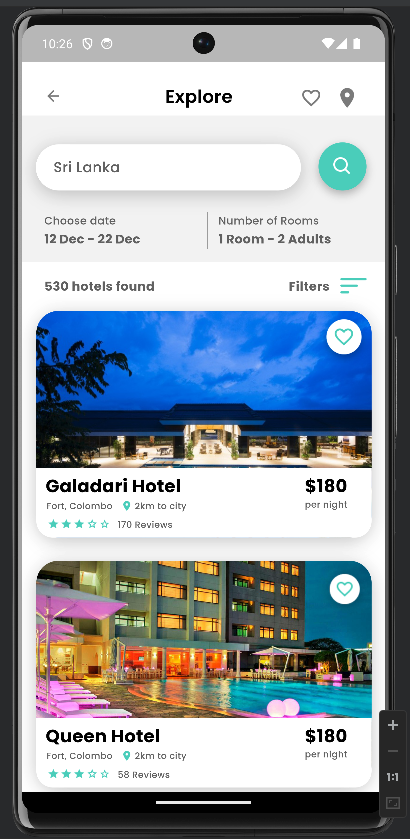 10:26
Explore
Sri Lanka
Choose date
Number of Rooms
12 Dec - 22 Dec
1 Room - 2 Adults
530 hotels found
Filters
Galadari Hotel
$180
Fort, Colombo
2km to city
per night
170 Reviews
Queen Hotel
$180
Fort, Colombo
2km to city
per night
58 Reviews
1:1